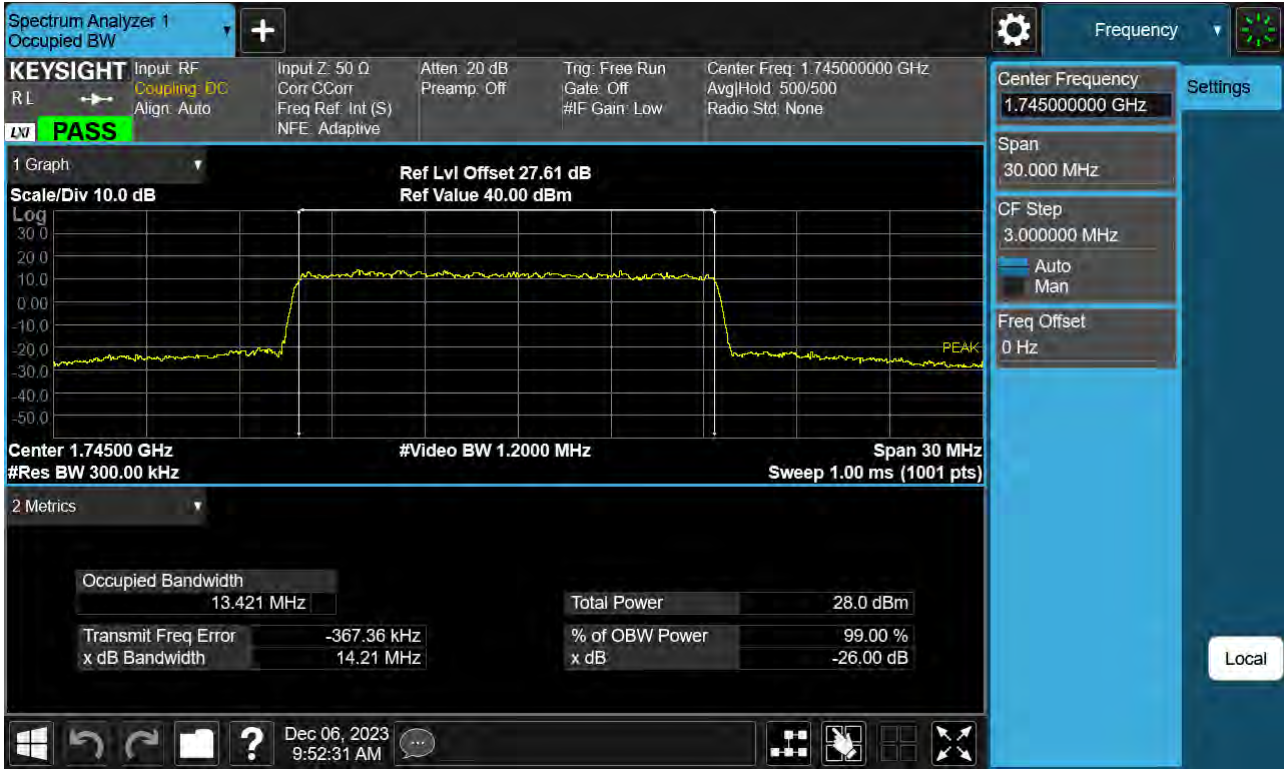 Spectrum Analyzer 1
Occupied BW
+
Frequency
KEYSIGHT
RL
LXI
PASS
Input: RF
Coupling: DC
Align: Auto
Input Z: 50 Ω
Corr CCorr
Freq Ref: Int (S)
NFE: Adaptive
Atten: 20 dB
Preamp: Off
Trig: Free Run
Gate: Off
#IF Gain: Low
Center Freq: 1.745000000 GHz
Avg|Hold: 500/500
Radio Std: None
Center Frequency
1.745000000 GHz
Settings
Span
30.000 MHz
CF Step
3.000000 MHz
Auto
Man
Freq Offset
0 Hz
Local
1 Graph
Scale/Div 10.0 dB
Ref Lvl Offset 27.61 dB
Ref Value 40.00 dBm
Log
30.0
20.0
10.0
0.00
-10.0
-20.0
-30.0
-40.0
-50.0
PEAK
Center 1.74500 GHz
#Video BW 1.2000 MHz
Span 30 MHz
#Res BW 300.00 kHz
Sweep 1.00 ms (1001 pts)
2 Metrics
Occupied Bandwidth
13.421 MHz
Total Power 28.0 dBm
Transmit Freq Error -367.36 kHz
% of OBW Power 99.00 %
x dB Bandwidth 14.21 MHz
x dB -26.00 dB
?
Dec 06, 2023
9:52:31 AM